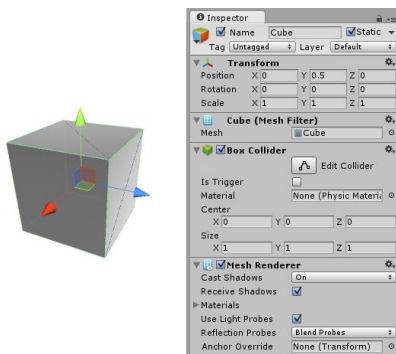 Inspector
Name Cube Static
Tag Untagged Layer Default
Transform
Position X 0 Y 0.5 Z 0
Rotation X 0 Y 0 Z 0
Scale X 1 Y 1 Z 1
Cube (Mesh Filter)
Mesh Cube
Box Collider
Edit Collider
Is Trigger
Material None (Physic Materia
Center
X 0 Y 0 Z 0
Size
X 1 Y 1 Z 1
Mesh Renderer
Cast Shadows On
Receive Shadows
Materials
Use Light Probes
Reflection Probes Blend Probes
Anchor Override None (Transform)